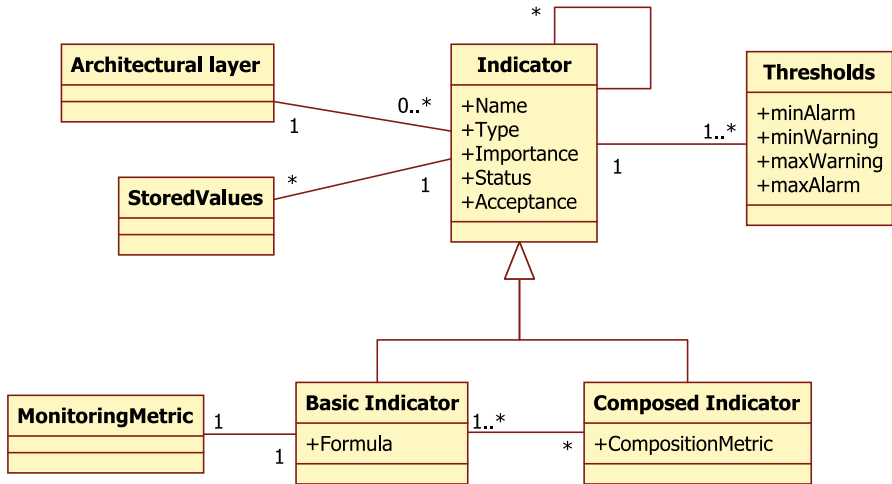 *
Architectural layer
Indicator
Thresholds
+Name
+Type
+Importance
+Status
+Acceptance
+minAlarm
+minWarning
+maxWarning
+maxAlarm
0..*
1
1..*
1
*
1
StoredValues
MonitoringMetric
Basic Indicator
+Formula
Composed Indicator
+CompositionMetric
1
1
1..*
*